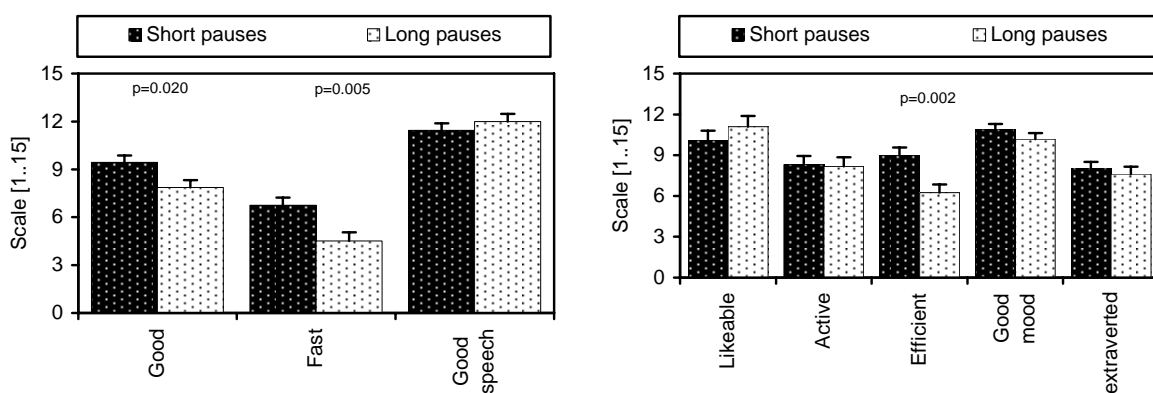 Short pauses Long pauses
15
12
9
6
3
0
Scale [1..15]
p=0.020
p=0.005
Good
Fast
Good
speech
Short pauses Long pauses
15
12
9
6
3
0
Scale [1..15]
p=0.002
Likeable
Active
Efficient
Good
mood
extraverted